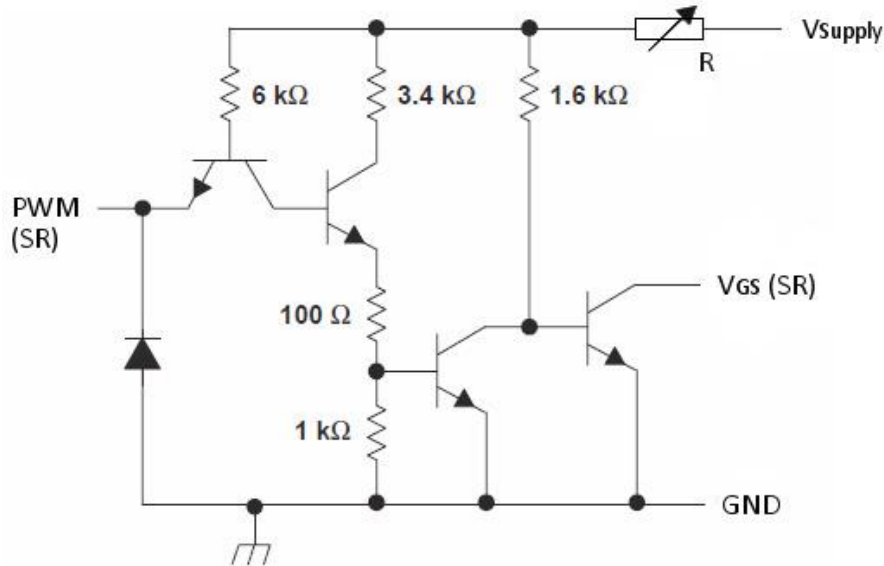 VSupply
R
6 kΩ
3.4 kΩ
1.6 kΩ
PWM
(SR)
VGS (SR)
100 Ω
1 kΩ
GND